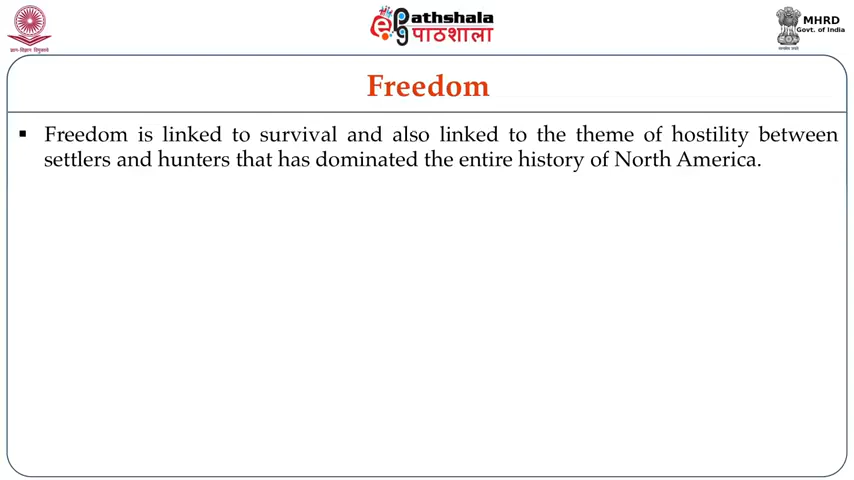 ePathshala
पाठशाला
MHRD
Govt. of India
Freedom
▪ Freedom is linked to survival and also linked to the theme of hostility between
settlers and hunters that has dominated the entire history of North America.